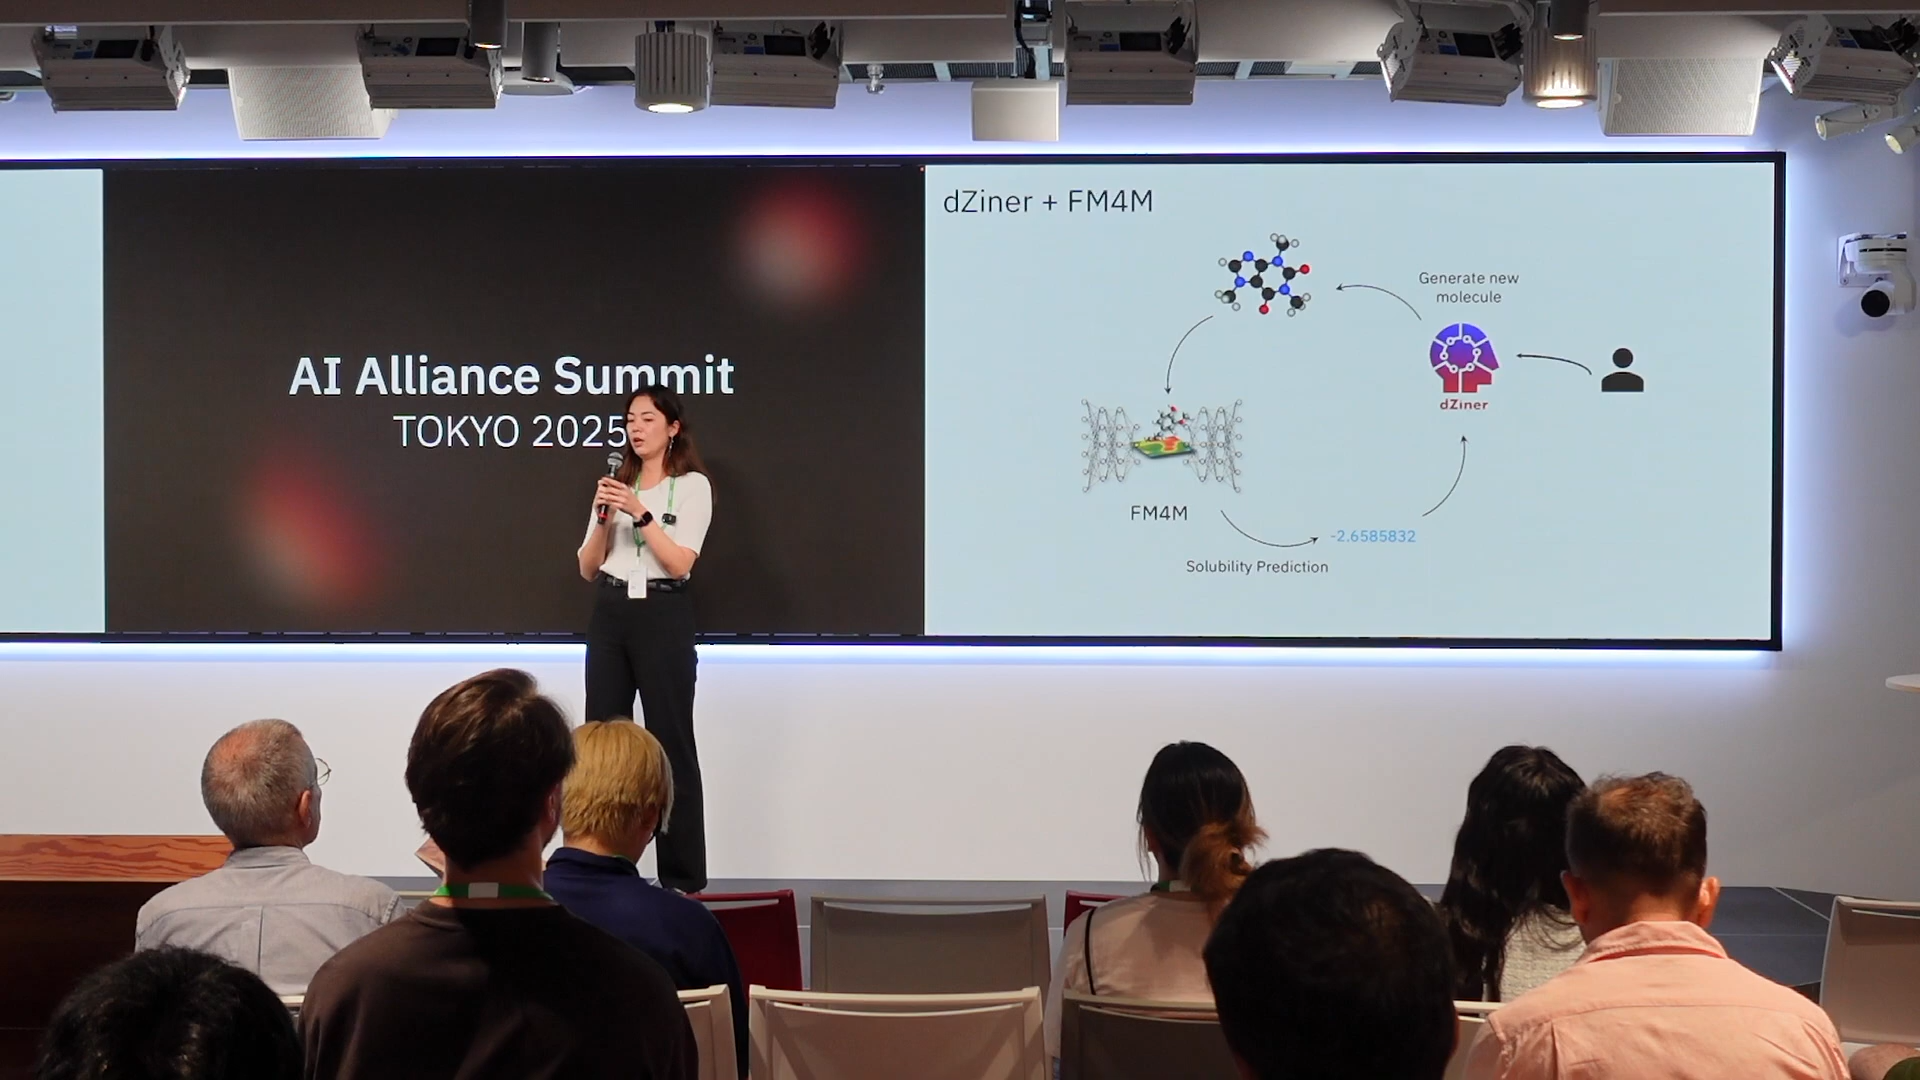 AI Alliance Summit
TOKYO 2025
dZiner + FM4M
Generate new
molecule
dZiner
FM4M
-2.6585832
Solubility Prediction